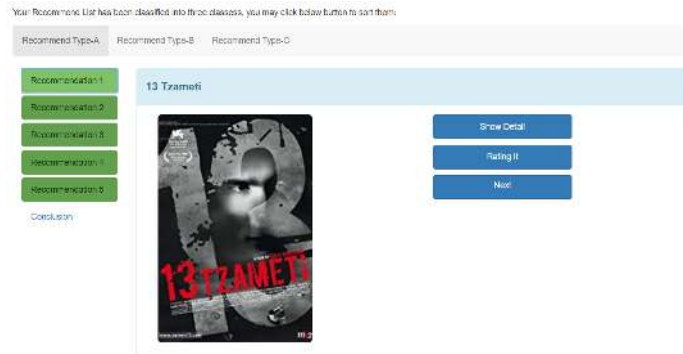 Your Recommend List has been classified into three classess, you may click below button to sort them.
Recommend Type-A Recommend Type-B Recommend Type-C
Recommendation 1
Recommendation 2
Recommendation 3
Recommendation 4
Recommendation 5
Conclusion
13 Tzameti
Show Detail
Rating It
Next
13 TZAMETI